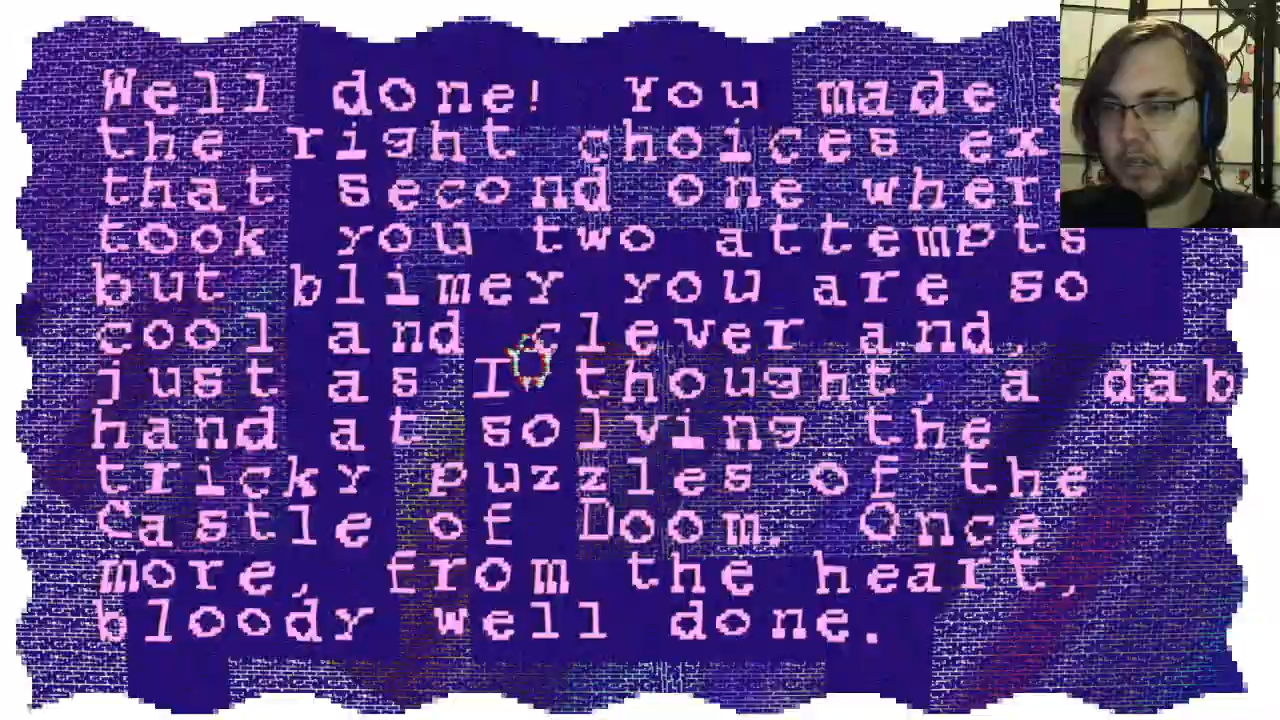 Well done! You made
the right choices
that second one
took you two attempts
but blimey you are so
cool and clever and,
just as I thought, a dab
hand at solving the
tricky puzzles of the
Castle of Doom. Once
more, from the heart,
bloody well done.